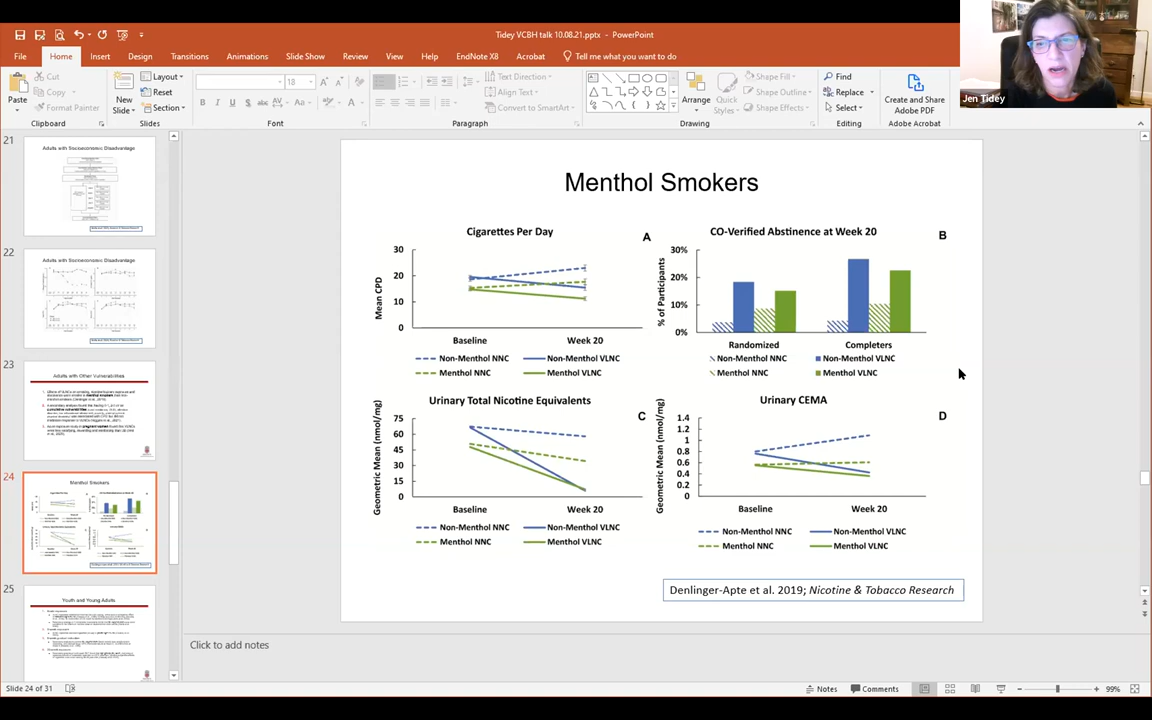 Tidey VCBH talk 10.08.21.pptx - PowerPoint
File Home Insert Design Transitions Animations Slide Show Review View Help EndNote X8 Acrobat Tell me what you want to do
Paste
Cut
Copy
Format Painter
Clipboard
New
Slide
Layout
Reset
Section
Slides
18
Font
Text Direction
Align Text
Convert to SmartArt
Paragraph
Arrange
Quick
Styles
Shape Fill
Shape Outline
Shape Effects
Drawing
Find
Replace
Select
Editing
Create and Share
Adobe PDF
Adobe Acrobat
Jen Tidey
21
Adults with Socioeconomic Disadvantage
22
Adults with Socioeconomic Disadvantage
23
Adults with Other Vulnerabilities
24
Menthol Smokers
25
Youth and Young Adults
Menthol Smokers
Cigarettes Per Day
A
Mean CPD
30
20
10
0
Baseline Week 20
Non-Menthol NNC Non-Menthol VLNC
Menthol NNC Menthol VLNC
CO-Verified Abstinence at Week 20
B
% of Participants
30%
20%
10%
0%
Randomized Completers
Non-Menthol NNC Non-Menthol VLNC
Menthol NNC Menthol VLNC
Urinary Total Nicotine Equivalents
C
Geometric Mean (nmol/mg)
75
60
45
30
15
0
Baseline Week 20
Non-Menthol NNC Non-Menthol VLNC
Menthol NNC Menthol VLNC
Urinary CEMA
D
Geometric Mean (nmol/mg)
1.4
1.2
1
0.8
0.6
0.4
0.2
0
Baseline Week 20
Non-Menthol NNC Non-Menthol VLNC
Menthol NNC Menthol VLNC
Denlinger-Apte et al. 2019; Nicotine & Tobacco Research
Click to add notes
Slide 24 of 31
Notes Comments 99%